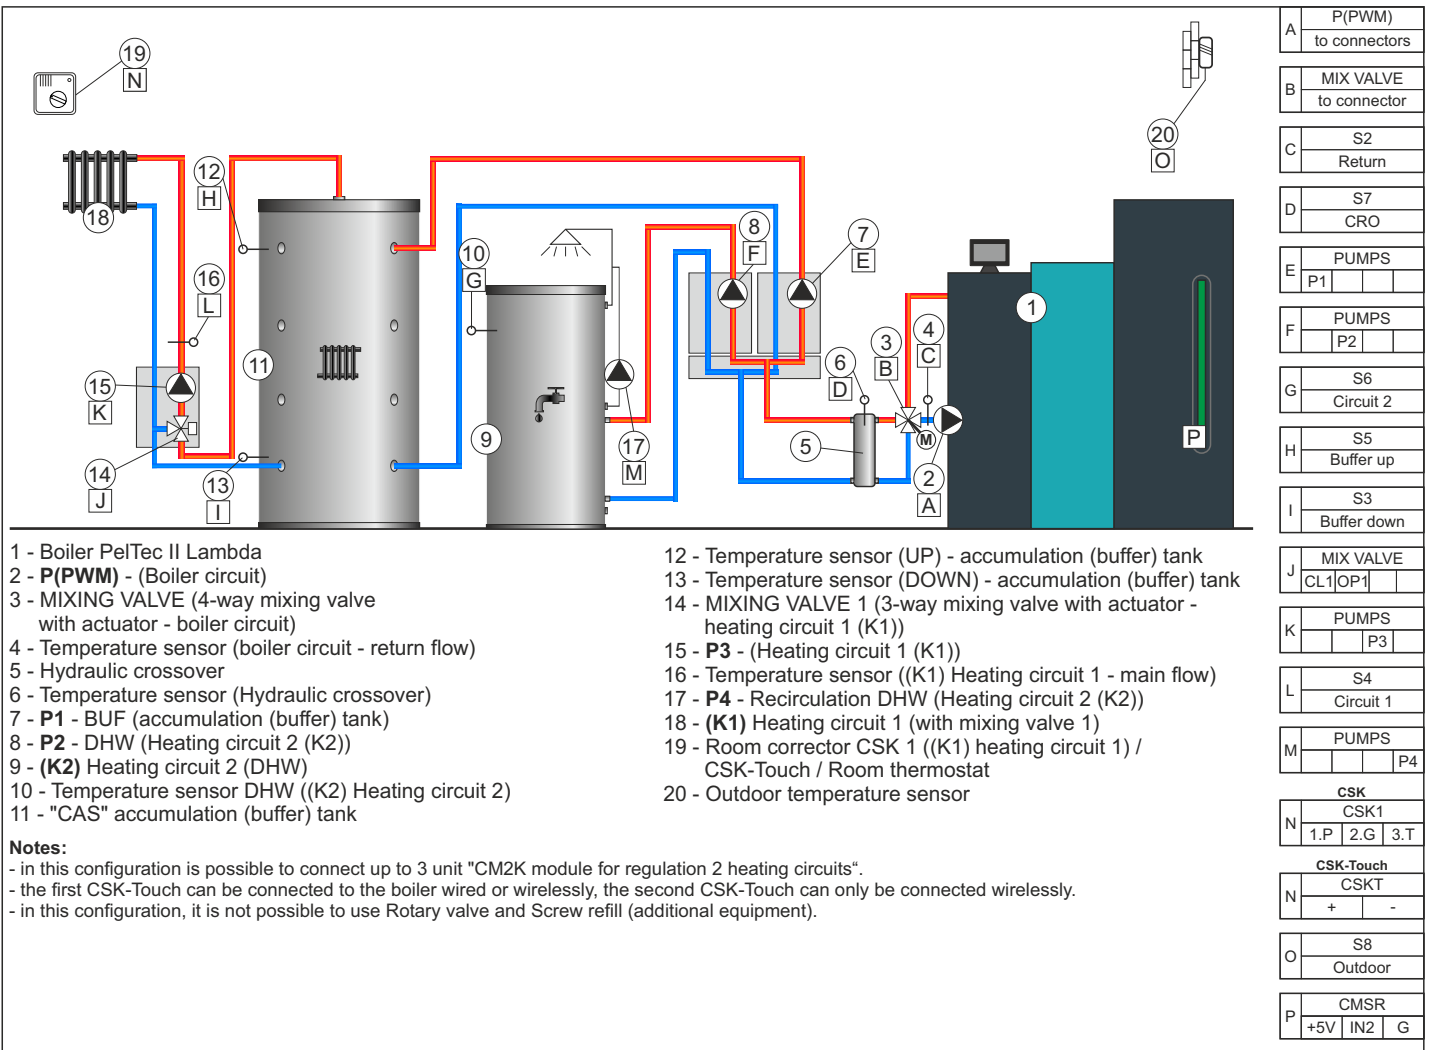 19
N
20
O
12
H
18
8
F
7
E
10
G
16
L
1
3
B
4
C
6
D
11
15
K
9
17
M
5
M
P
14
J
13
I
2
A
1 - Boiler PelTec II Lambda
2 - P(PWM) - (Boiler circuit)
3 - MIXING VALVE (4-way mixing valve
with actuator - boiler circuit)
4 - Temperature sensor (boiler circuit - return flow)
5 - Hydraulic crossover
6 - Temperature sensor (Hydraulic crossover)
7 - P1 - BUF (accumulation (buffer) tank)
8 - P2 - DHW (Heating circuit 2 (K2))
9 - (K2) Heating circuit 2 (DHW)
10 - Temperature sensor DHW ((K2) Heating circuit 2)
11 - "CAS" accumulation (buffer) tank
12 - Temperature sensor (UP) - accumulation (buffer) tank
13 - Temperature sensor (DOWN) - accumulation (buffer) tank
14 - MIXING VALVE 1 (3-way mixing valve with actuator -
heating circuit 1 (K1))
15 - P3 - (Heating circuit 1 (K1))
16 - Temperature sensor ((K1) Heating circuit 1 - main flow)
17 - P4 - Recirculation DHW (Heating circuit 2 (K2))
18 - (K1) Heating circuit 1 (with mixing valve 1)
19 - Room corrector CSK 1 ((K1) heating circuit 1) /
CSK-Touch / Room thermostat
20 - Outdoor temperature sensor
Notes:
- in this configuration is possible to connect up to 3 unit "CM2K module for regulation 2 heating circuits“.
- the first CSK-Touch can be connected to the boiler wired or wirelessly, the second CSK-Touch can only be connected wirelessly.
- in this configuration, it is not possible to use Rotary valve and Screw refill (additional equipment).
A
P(PWM)
to connectors
B
MIX VALVE
to connector
C
S2
Return
D
S7
CRO
E
PUMPS
P1
F
PUMPS
P2
G
S6
Circuit 2
H
S5
Buffer up
I
S3
Buffer down
J
MIX VALVE
CL1 OP1
K
PUMPS
P3
L
S4
Circuit 1
M
PUMPS
P4
CSK
N
CSK1
1.P 2.G 3.T
CSK-Touch
N
CSKT
+ -
O
S8
Outdoor
P
CMSR
+5V IN2 G